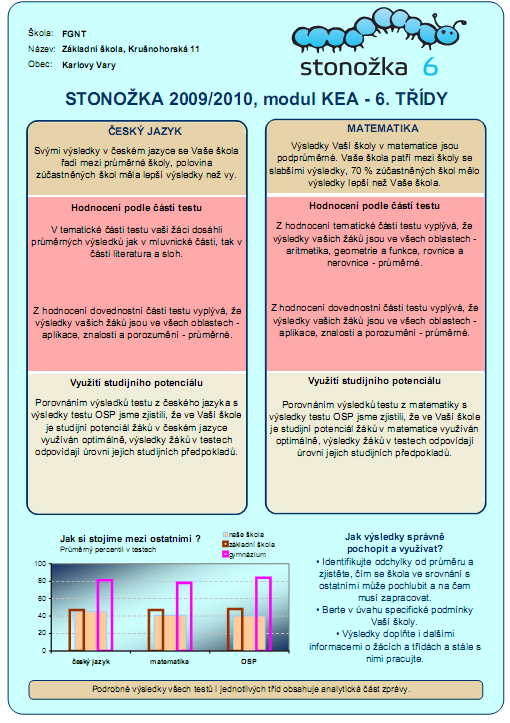 Škola: FGNT
Název: Základní škola, Krušnohorská 11
Obec: Karlovy Vary
stonožka 6
STONOŽKA 2009/2010, modul KEA - 6. TŘÍDY
ČESKÝ JAZYK
Svými výsledky v českém jazyce se Vaše škola
řadí mezi průměrné školy, polovina
zúčastněných škol měla lepší výsledky než vy.
Hodnocení podle částí testu
V tematické části testu vaši žáci dosáhli
průměrných výsledků jak v mluvnické části, tak v
části literatura a sloh.
Z hodnocení dovednostní části testu vyplývá, že
výsledky vašich žáků jsou ve všech oblastech -
aplikace, znalosti a porozumění - průměrné.
Využití studijního potenciálu
Porovnáním výsledků testu z českého jazyka s
výsledky testu OSP jsme zjistili, že ve Vaší škole
je studijní potenciál žáků v českém jazyce
využíván optimálně, výsledky žáků v testech
odpovídají úrovni jejich studijních předpokladů.
MATEMATIKA
Výsledky Vaší školy v matematice jsou
podprůměrné. Vaše škola patří mezi školy se
slabšími výsledky, 70 % zúčastněných škol mělo
výsledky lepší než Vaše škola.
Hodnocení podle částí testu
Z hodnocení tematické části testu vyplývá, že
výsledky vašich žáků jsou ve všech oblastech -
aritmetika, geometrie a funkce, rovnice a
nerovnice - průměrné.
Z hodnocení dovednostní části testu vyplývá, že
výsledky vašich žáků jsou ve všech oblastech -
aplikace, znalosti a porozumění - průměrné.
Využití studijního potenciálu
Porovnáním výsledků testu z matematiky s
výsledky testu OSP jsme zjistili, že ve Vaší škole
je studijní potenciál žáků v matematice využíván
optimálně, výsledky žáků v testech odpovídají
úrovni jejich studijních předpokladů.
Jak si stojíme mezi ostatními ?
Průměrný percentil v testech
naše škola
základní škola
gymnázium
100
80
60
40
20
0
český jazyk matematika OSP
Jak výsledky správně
pochopit a využívat?
• Identifikujte odchylky od průměru a
zjistěte, čím se škola ve srovnání s
ostatními může pochlubit a na čem
musí zapracovat.
• Berte v úvahu specifické podmínky
Vaší školy.
• Výsledky doplňte i dalšími
informacemi o žácích a třídách a stále s
nimi pracujte.
Podrobné výsledky všech testů i jednotlivých tříd obsahuje analytická část zprávy.